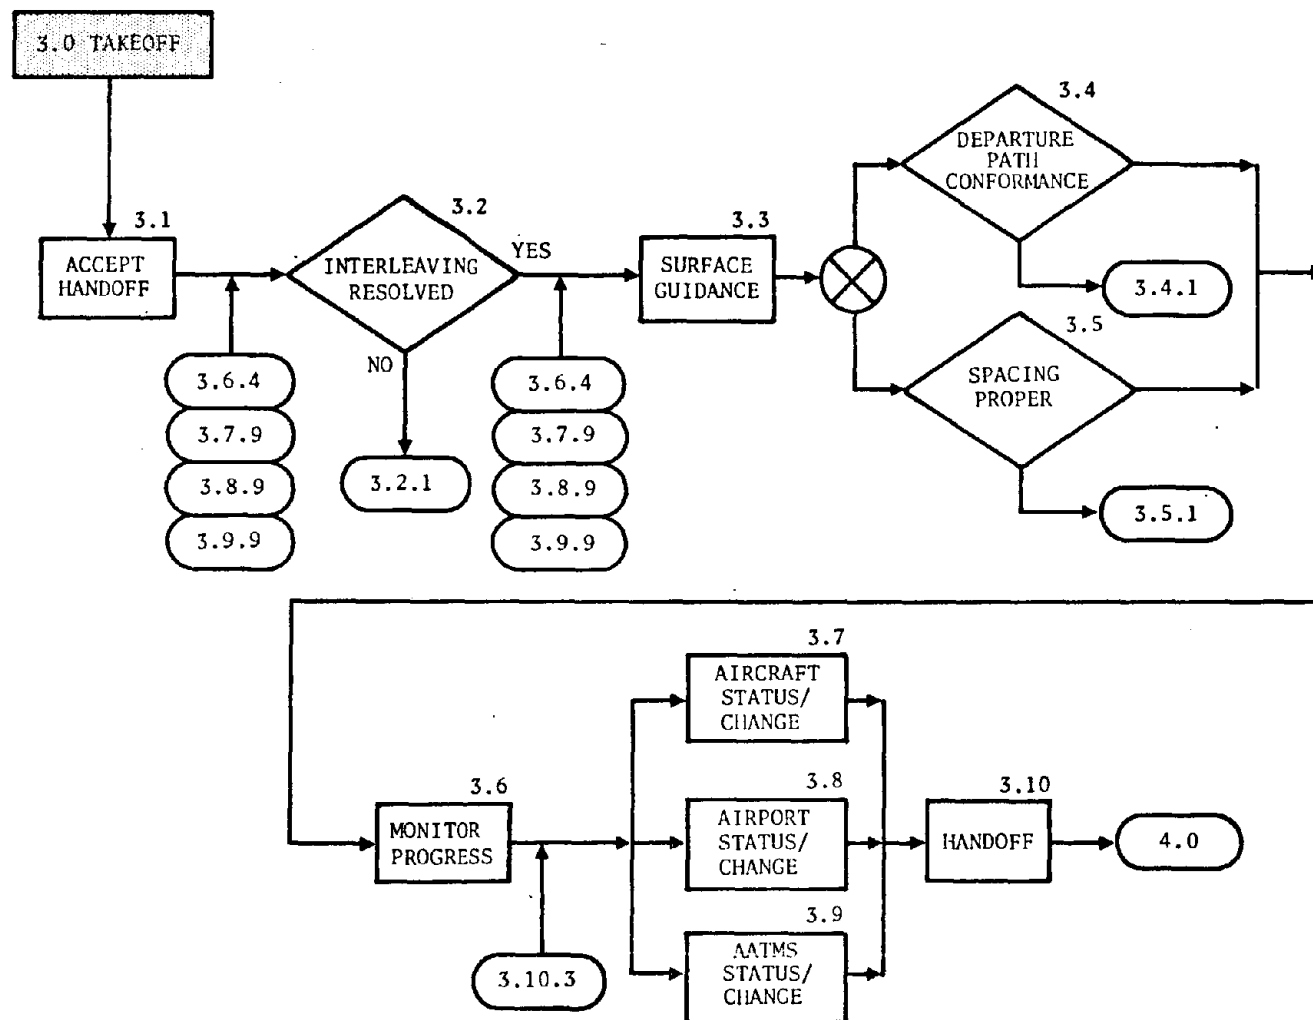 3.0 TAKEOFF
3.1
ACCEPT
HANDOFF
3.2
INTERLEAVING
RESOLVED
YES
NO
3.6.4
3.7.9
3.8.9
3.9.9
3.2.1
3.6.4
3.7.9
3.8.9
3.9.9
3.3
SURFACE
GUIDANCE
3.4
DEPARTURE
PATH
CONFORMANCE
3.4.1
3.5
SPACING
PROPER
3.5.1
3.6
MONITOR
PROGRESS
3.10.3
3.7
AIRCRAFT
STATUS/
CHANGE
3.8
AIRPORT
STATUS/
CHANGE
3.9
AATMS
STATUS/
CHANGE
3.10
HANDOFF
4.0